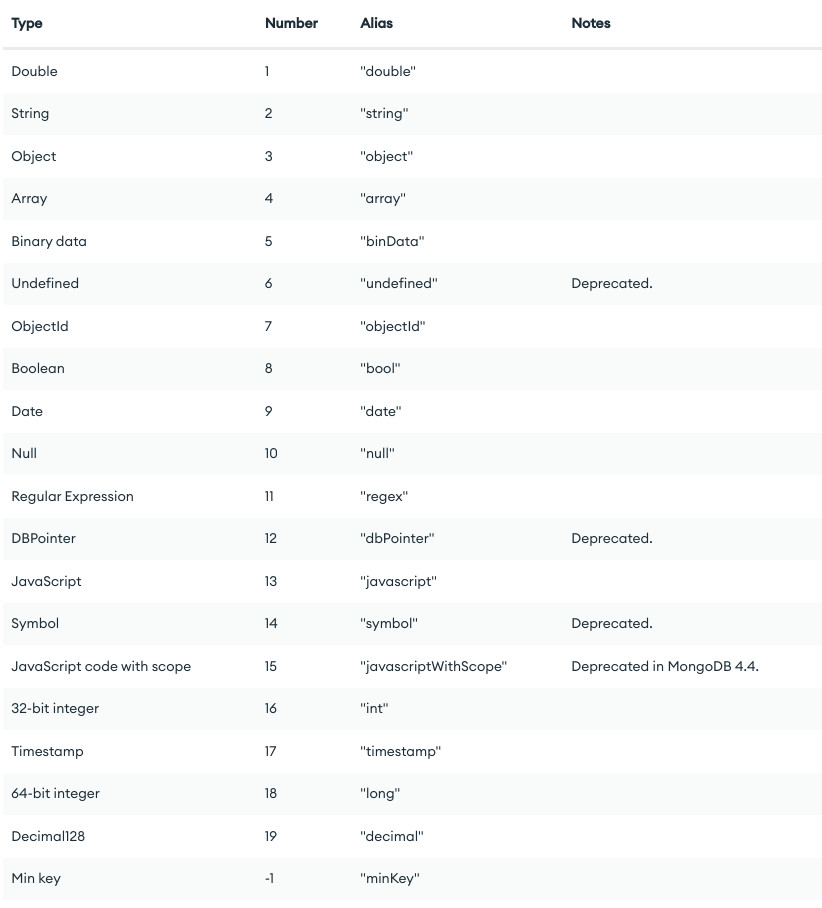 Type Number Alias Notes
Double 1 "double"
String 2 "string"
Object 3 "object"
Array 4 "array"
Binary data 5 "binData"
Undefined 6 "undefined" Deprecated.
ObjectId 7 "objectId"
Boolean 8 "bool"
Date 9 "date"
Null 10 "null"
Regular Expression 11 "regex"
DBPointer 12 "dbPointer" Deprecated.
JavaScript 13 "javascript"
Symbol 14 "symbol" Deprecated.
JavaScript code with scope 15 "javascriptWithScope" Deprecated in MongoDB 4.4.
32-bit integer 16 "int"
Timestamp 17 "timestamp"
64-bit integer 18 "long"
Decimal128 19 "decimal"
Min key -1 "minKey"